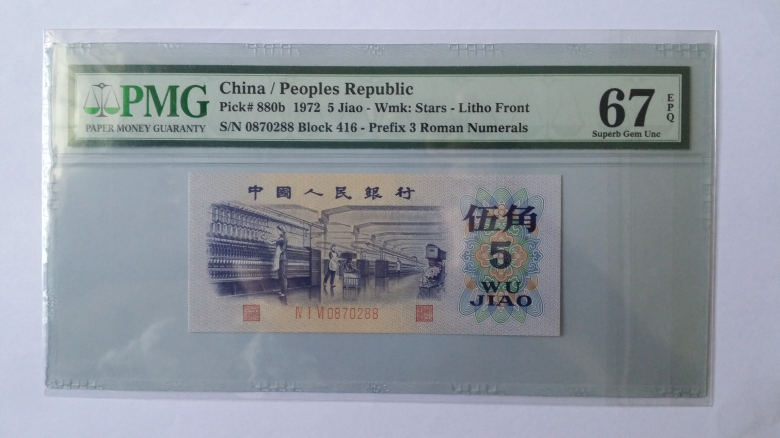 PMG
PAPER MONEY GUARANTY
China / Peoples Republic
Pick# 880b 1972 5 Jiao - Wmk: Stars - Litho Front
S/N 0870288 Block 416 - Prefix 3 Roman Numerals
67 EPQ
Superb Gem Unc
中國人民銀行
伍角
5
WU
JIAO
Ⅳ Ⅰ Ⅵ 0870288